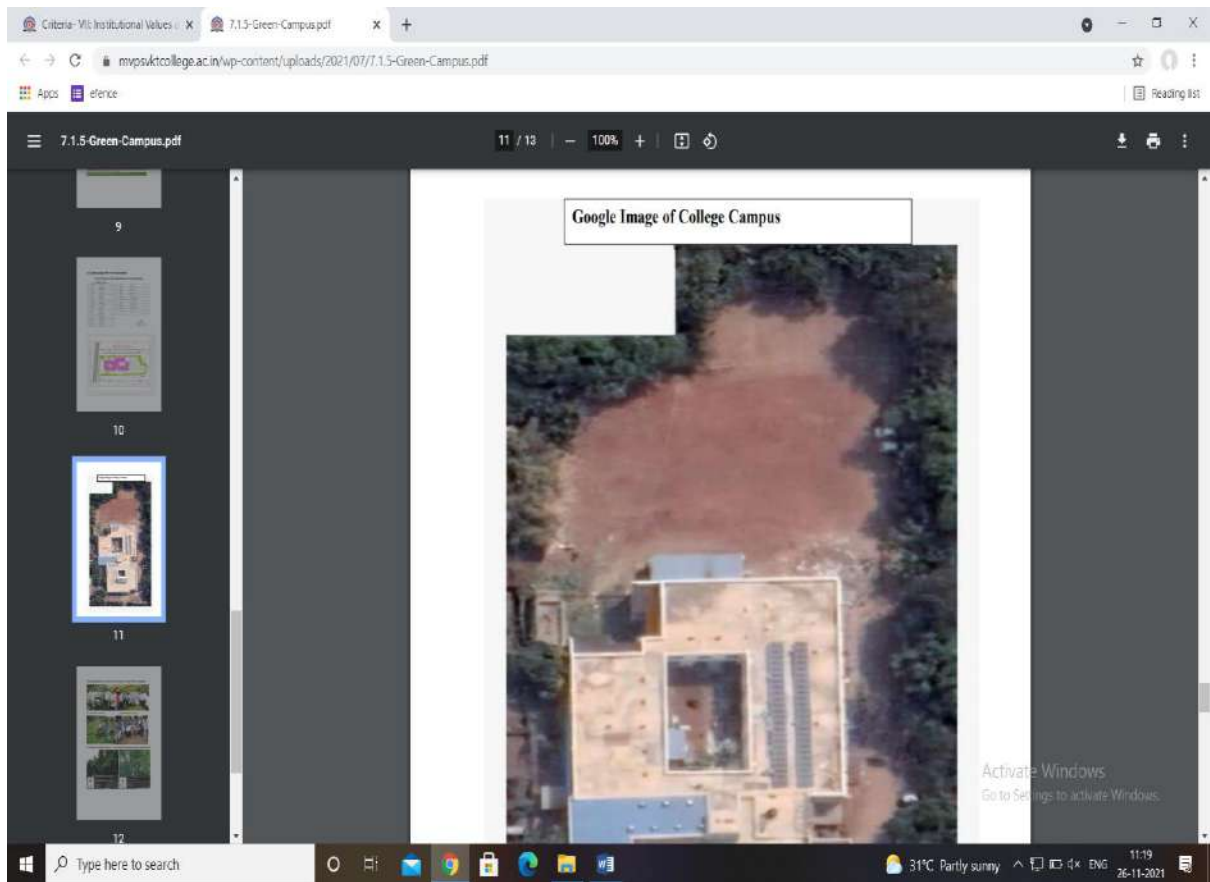 Criteria- VII: Institutional Values
7.1.5-Green-Campus.pdf
mvpsvktcollege.ac.in/wp-content/uploads/2021/07/7.1.5-Green-Campus.pdf
Apps
efence
Reading list
7.1.5-Green-Campus.pdf
11 / 13
100%
9
10
11
12
Google Image of College Campus
Activate Windows
Go to Settings to activate Windows.
Type here to search
31°C Partly sunny
ENG
11:19
26-11-2021